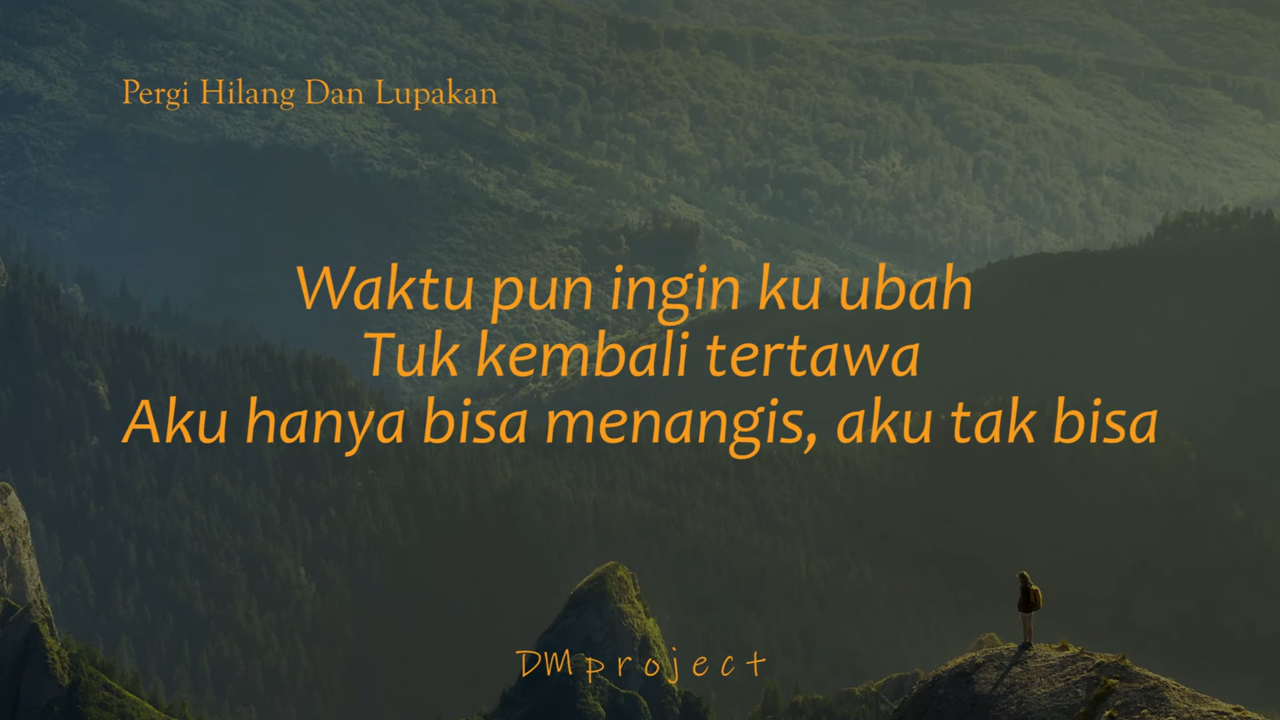 Pergi Hilang Dan Lupakan
Waktu pun ingin ku ubah
Tuk kembali tertawa
Aku hanya bisa menangis, aku tak bisa
DMproject